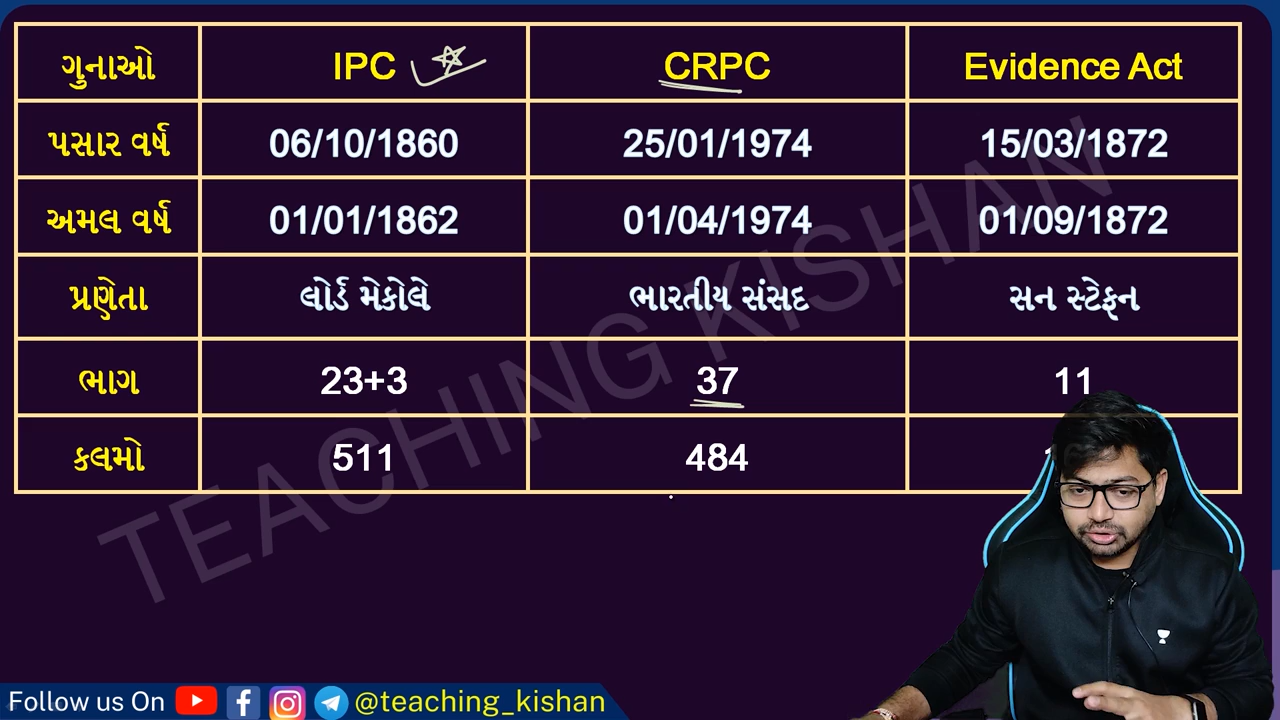 ગુનાઓ IPC CRPC Evidence Act
પસાર વર્ષ 06/10/1860 25/01/1974 15/03/1872
અમલ વર્ષ 01/01/1862 01/04/1974 01/09/1872
પ્રણેતા લોર્ડ મેકોલે ભારતીય સંસદ સન સ્ટેફન
ભાગ 23+3 37 11
કલમો 511 484
TEACHING KISHAN
Follow us On @teaching_kishan